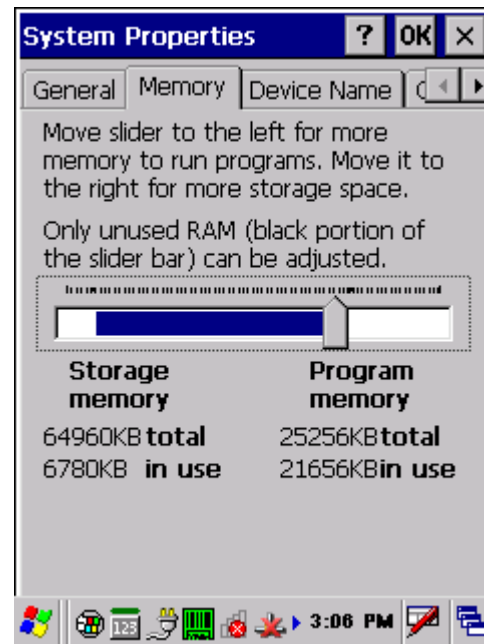 System Properties ? OK ×
General Memory Device Name
Move slider to the left for more
memory to run programs. Move it to
the right for more storage space.
Only unused RAM (black portion of
the slider bar) can be adjusted.
Storage Program
memory memory
64960KB total 25256KB total
6780KB in use 21656KB in use
123 3:06 PM